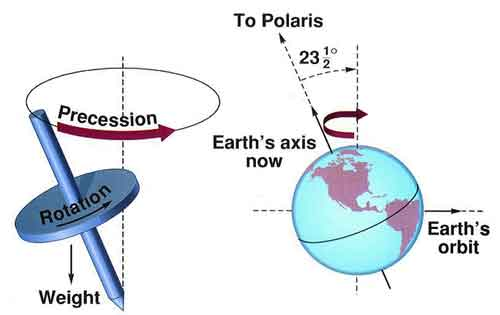 Precession
Rotation
Weight
To Polaris
23 1/2°
Earth's axis
now
Earth's
orbit